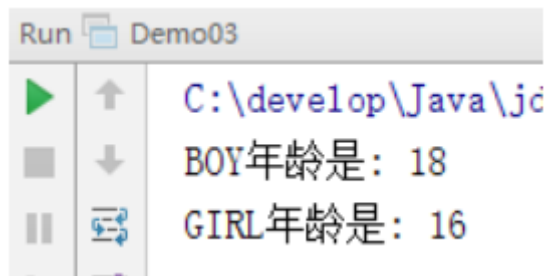 Run Demo03
C:\develop\Java\jd
BOY年龄是: 18
GIRL年龄是: 16